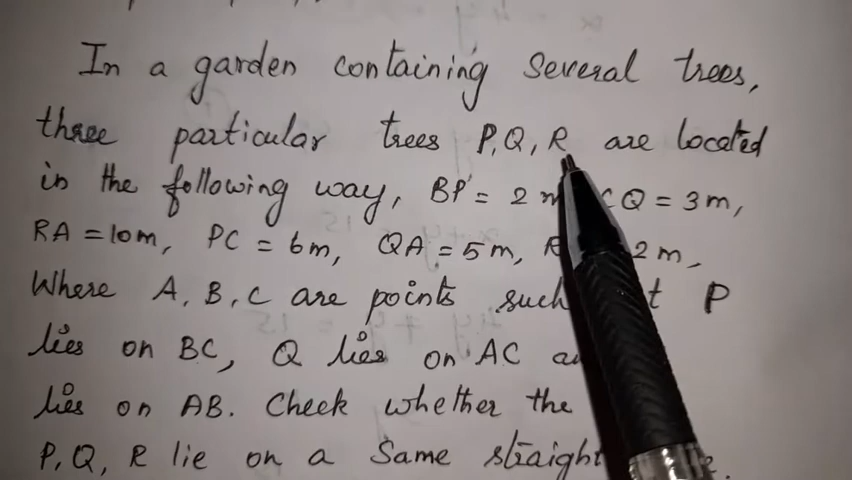 In a garden containing several trees,
three particular trees P, Q, R are located
in the following way, BP = 2 m CQ = 3m,
RA = 10m, PC = 6m, QA = 5m, R 2m,
Where A, B, C are points such P
lies on BC, Q lies on AC
lies on AB. Check whether the
P, Q, R lie on a same straight